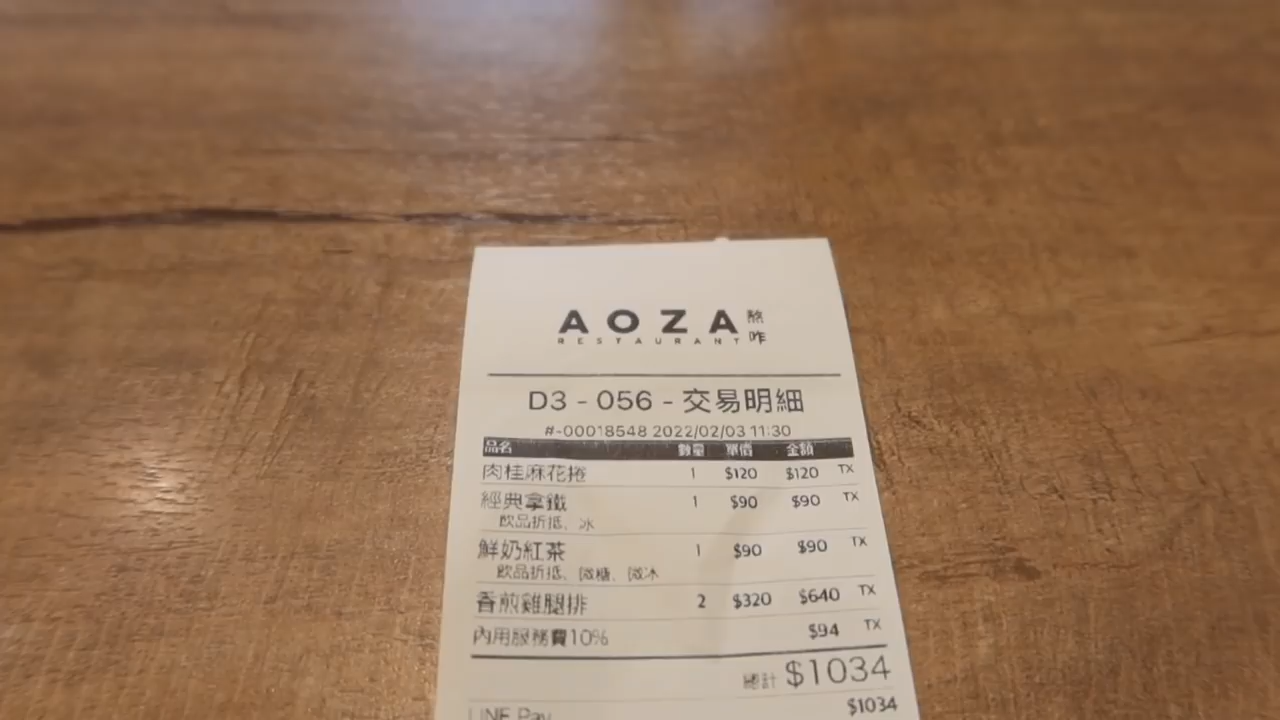 AOZA 熬咋
RESTAURANT
D3 - 056 - 交易明細
#-00018548 2022/02/03 11:30
品名 數量 單價 金額
肉桂麻花捲 1 $120 $120 TX
經典拿鐵 1 $90 $90 TX
飲品折抵、冰
鮮奶紅茶 1 $90 $90 TX
飲品折抵、微糖、微冰
香煎雞腿排 2 $320 $640 TX
內用服務費10% $94 TX
總計 $1034
LINE Pay $1034